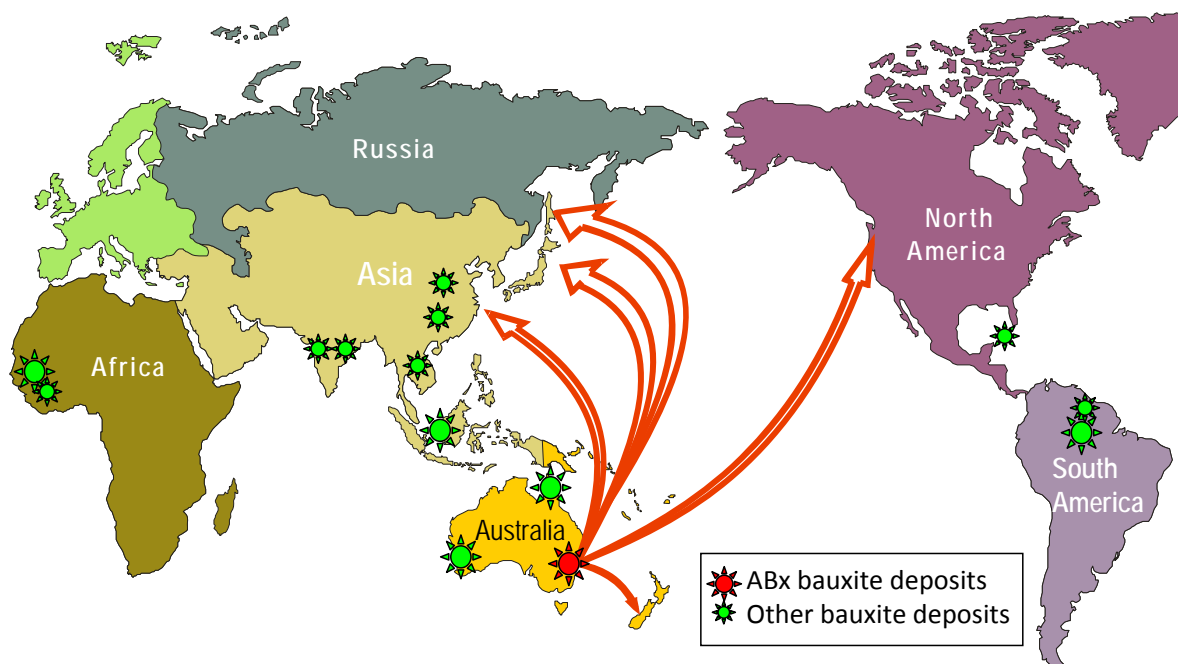 Russia
North
America
Asia
Africa
South
America
Australia
ABx bauxite deposits
Other bauxite deposits